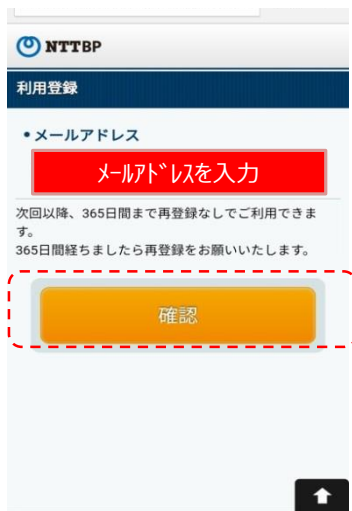 NTTBP
利用登録
•メールアドレス
メールアドレスを入力
次回以降、365日間まで再登録なしでご利用できま
す。
365日間経ちましたら再登録をお願いいたします。
確認